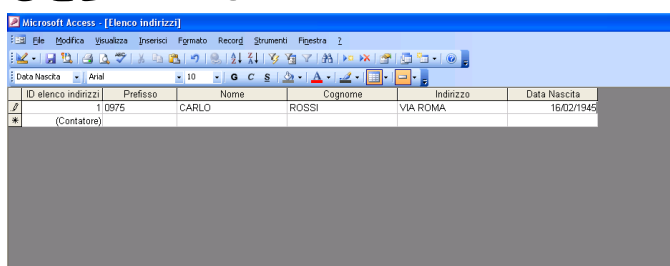 Microsoft Access - [Elenco indirizzi]
File Modifica Visualizza Inserisci Formato Record Strumenti Finestra ?
Data Nascita Arial 10 G C S A
ID elenco indirizzi Prefisso Nome Cognome Indirizzo Data Nascita
1 0975 CARLO ROSSI VIA ROMA 16/02/1945
(Contatore)